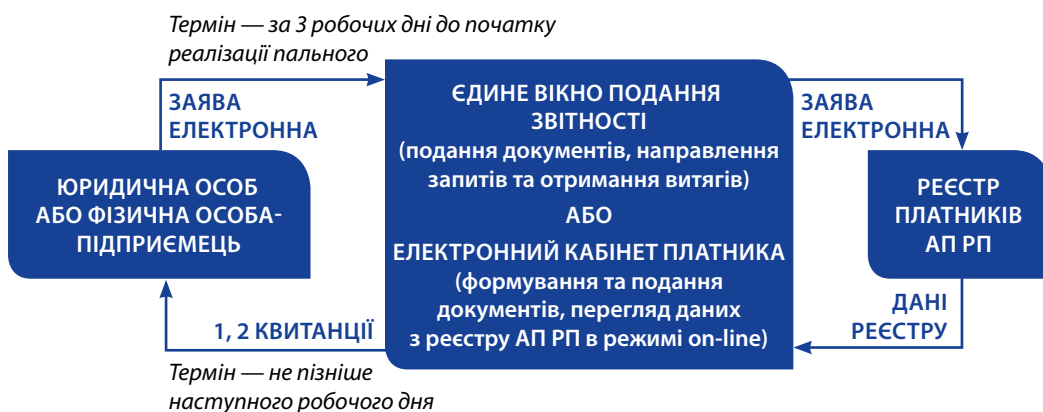 Термін — за 3 робочих дні до початку
реалізації пального
ЗАЯВА
ЕЛЕКТРОННА
ЮРИДИЧНА ОСОБ
АБО ФІЗИЧНА ОСОБА-
ПІДПРИЄМЕЦЬ
1, 2 КВИТАНЦІЇ
Термін — не пізніше
наступного робочого дня
ЄДИНЕ ВІКНО ПОДАННЯ
ЗВІТНОСТІ
(подання документів, направлення
запитів та отримання витягів)
АБО
ЕЛЕКТРОННИЙ КАБІНЕТ ПЛАТНИКА
(формування та подання
документів, перегляд даних
з реєстру АП РП в режимі on-line)
ЗАЯВА
ЕЛЕКТРОННА
РЕЄСТР
ПЛАТНИКІВ
АП РП
ДАНІ
РЕЄСТРУ